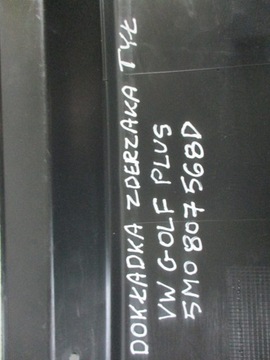 DOKŁADKA ZDERZAKA TYŁ
VW GOLF PLUS
5M0 807 568D